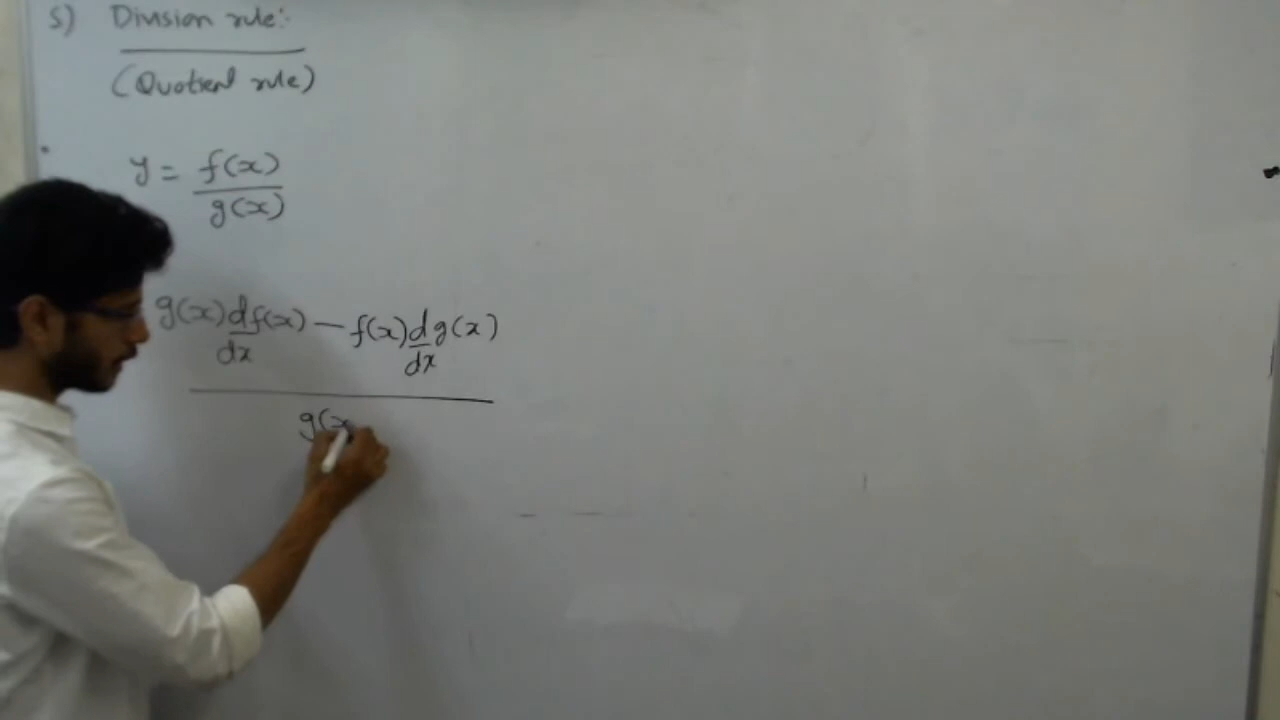 5) Division rule:-
(Quotient rule)
y = f(x)
g(x)
g(x) d f(x) — f(x) d g(x)
dx dx
g(x